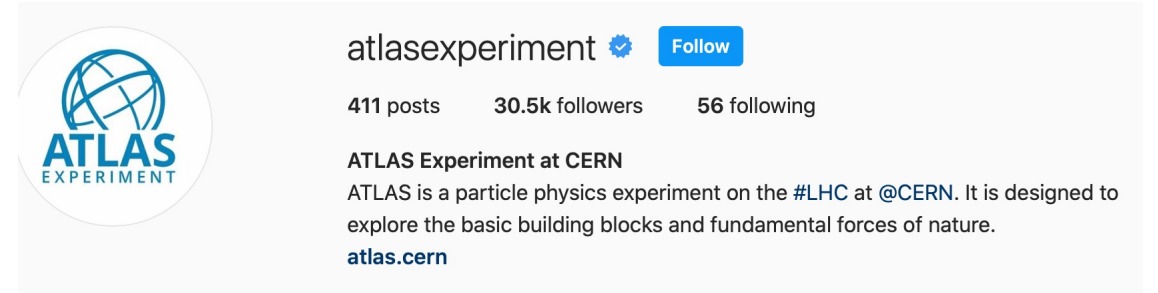 ATLAS
EXPERIMENT
atlasexperiment
Follow
411 posts 30.5k followers 56 following
ATLAS Experiment at CERN
ATLAS is a particle physics experiment on the #LHC at @CERN. It is designed to
explore the basic building blocks and fundamental forces of nature.
atlas.cern